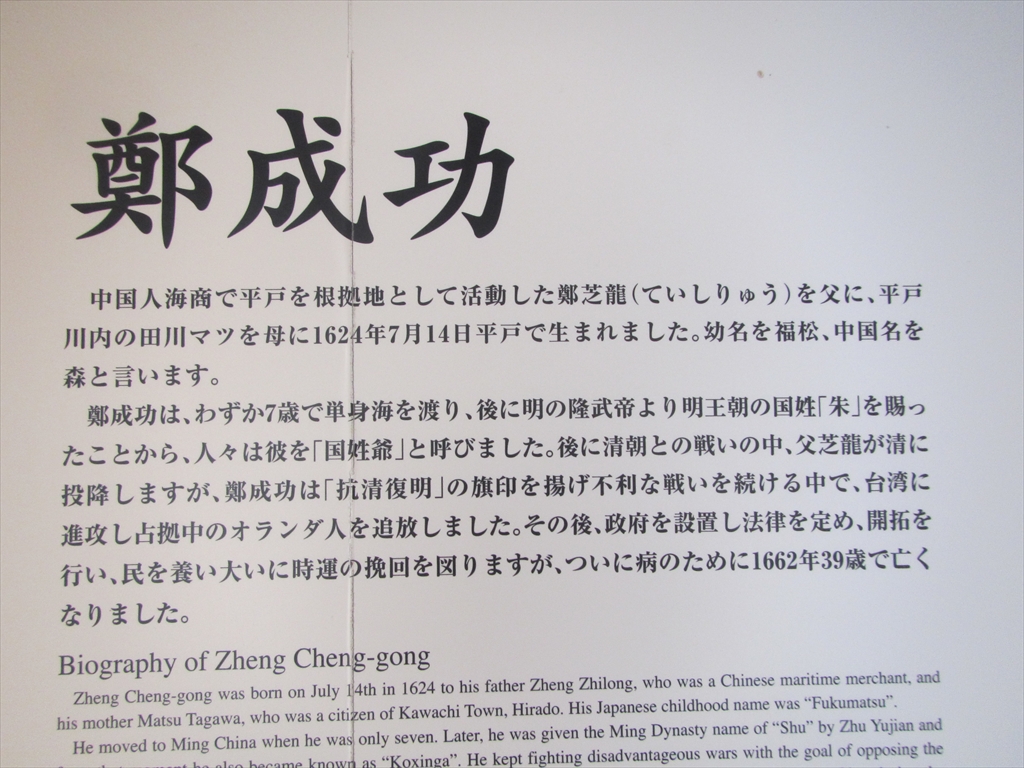 鄭成功
中国人海商で平戸を根拠地として活動した鄭芝龍(ていしりゅう)を父に、平戸
川内の田川マツを母に1624年7月14日平戸で生まれました。幼名を福松、中国名を
森と言います。
鄭成功は、わずか7歳で単身海を渡り、後に明の隆武帝より明王朝の国姓「朱」を賜っ
たことから、人々は彼を「国姓爺」と呼びました。後に清朝との戦いの中、父芝龍が清に
投降しますが、鄭成功は「抗清復明」の旗印を揚げ不利な戦いを続ける中で、台湾に
進攻し占拠中のオランダ人を追放しました。その後、政府を設置し法律を定め、開拓を
行い、民を養い大いに時運の挽回を図りますが、ついに病のために1662年39歳で亡く
なりました。
Biography of Zheng Cheng-gong
Zheng Cheng-gong was born on July 14th in 1624 to his father Zheng Zhilong, who was a Chinese maritime merchant, and
his mother Matsu Tagawa, who was a citizen of Kawachi Town, Hirado. His Japanese childhood name was “Fukumatsu”.
He moved to Ming China when he was only seven. Later, he was given the Ming Dynasty name of “Shu” by Zhu Yujian and
he also became known as “Koxinga”. He kept fighting disadvantageous wars with the goal of opposing the